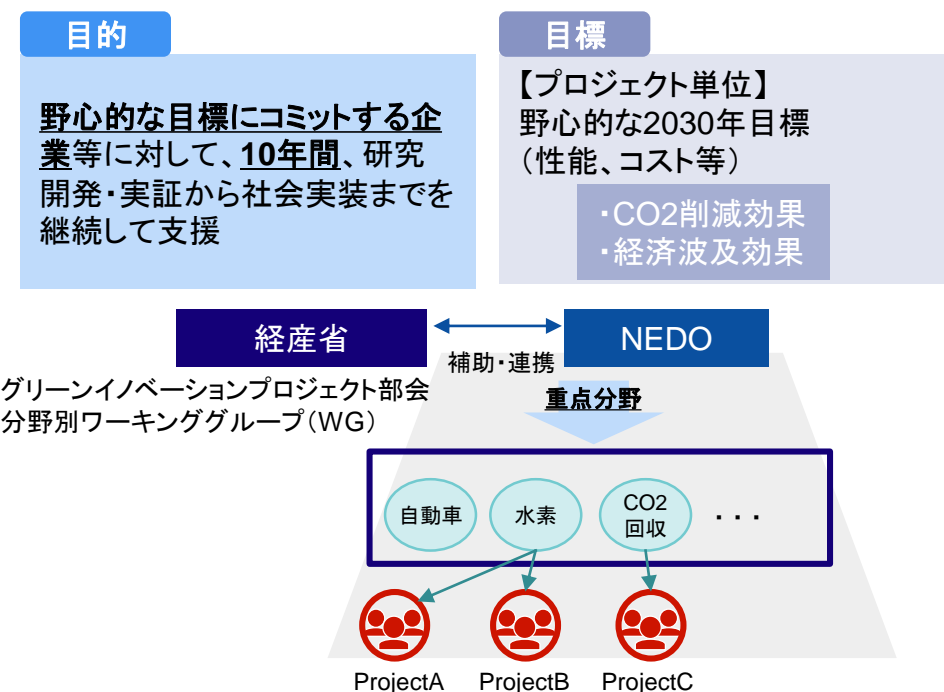 目的
野心的な目標にコミットする企
業等に対して、10年間、研究
開発・実証から社会実装までを
継続して支援
目標
【プロジェクト単位】
野心的な2030年目標
（性能、コスト等）
・CO2削減効果
・経済波及効果
経産省
NEDO
補助・連携
グリーンイノベーションプロジェクト部会
分野別ワーキンググループ（WG）
重点分野
自動車
水素
CO2
回収
・・・
ProjectA
ProjectB
ProjectC